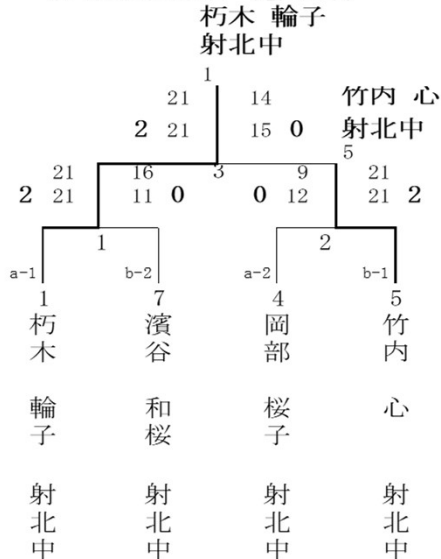 朽木 輪子
射北中
1
21 14
2 21 15 0
竹内 心
射北中
5
3
21 16 9 21
2 21 11 0 0 12 21 2
1 2
a-1 b-2 a-2 b-1
1 7 4 5
朽木 輪子 射北中
濱谷 和桜 射北中
岡部 桜子 射北中
竹内 心 射北中